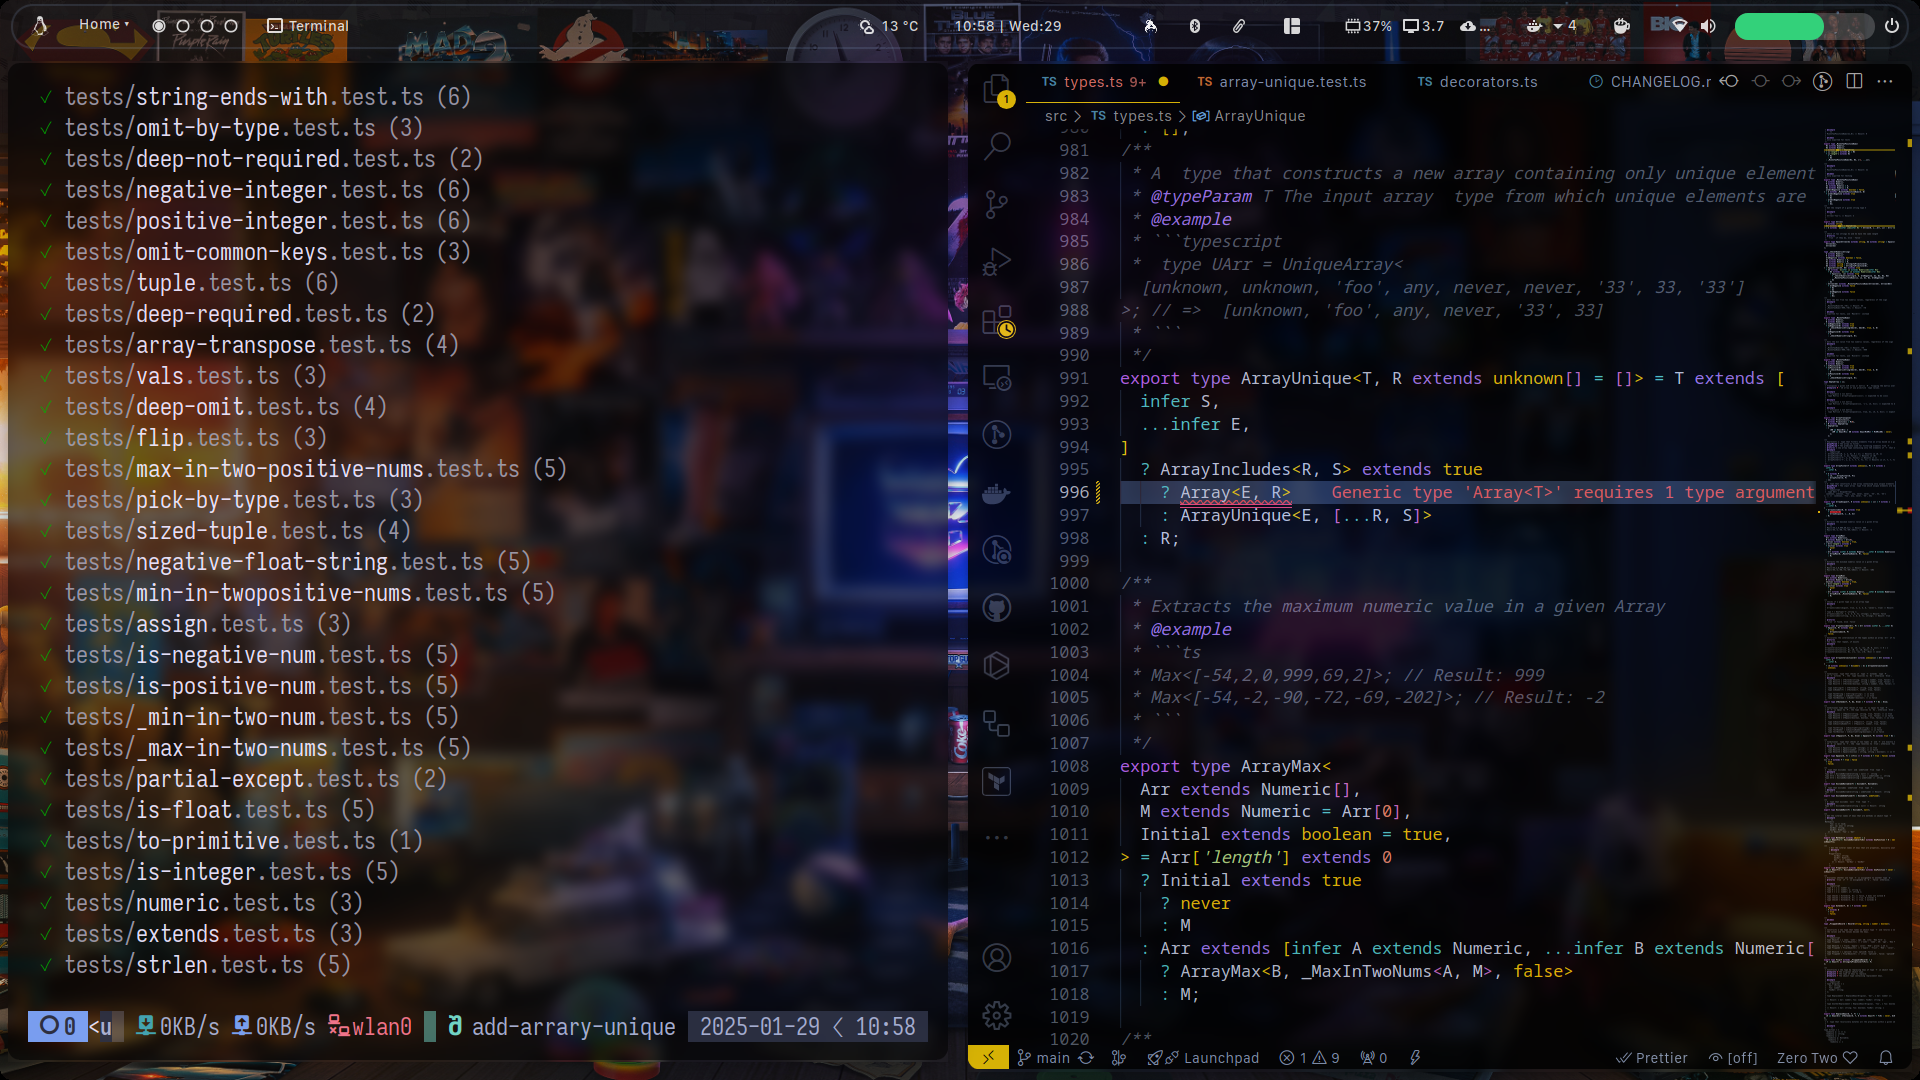 Home
Terminal
13 °C
10:58 | Wed:29
37%
3.7
...
4
tests/string-ends-with.test.ts (6)
tests/omit-by-type.test.ts (3)
tests/deep-not-required.test.ts (2)
tests/negative-integer.test.ts (6)
tests/positive-integer.test.ts (6)
tests/omit-common-keys.test.ts (3)
tests/tuple.test.ts (6)
tests/deep-required.test.ts (2)
tests/array-transpose.test.ts (4)
tests/vals.test.ts (3)
tests/deep-omit.test.ts (4)
tests/flip.test.ts (3)
tests/max-in-two-positive-nums.test.ts (5)
tests/pick-by-type.test.ts (3)
tests/sized-tuple.test.ts (4)
tests/negative-float-string.test.ts (5)
tests/min-in-twopositive-nums.test.ts (5)
tests/assign.test.ts (3)
tests/is-negative-num.test.ts (5)
tests/is-positive-num.test.ts (5)
tests/_min-in-two-num.test.ts (5)
tests/_max-in-two-nums.test.ts (5)
tests/partial-except.test.ts (2)
tests/is-float.test.ts (5)
tests/to-primitive.test.ts (1)
tests/is-integer.test.ts (5)
tests/numeric.test.ts (3)
tests/extends.test.ts (3)
tests/strlen.test.ts (5)
0 <u 0KB/s 0KB/s wlan0 add-arrary-unique 2025-01-29 < 10:58
TS types.ts 9+
TS array-unique.test.ts
TS decorators.ts
CHANGELOG.r
1
src > TS types.ts > ArrayUnique
980 : [],
981 /**
982 * A  type that constructs a new array containing only unique element
983 * @typeParam T The input array  type from which unique elements are
984 * @example
985 * ```typescript
986 *  type UArr = UniqueArray<
987 [unknown, unknown, 'foo', any, never, never, '33', 33, '33']
988 >; // =>  [unknown, 'foo', any, never, '33', 33]
989 * ```
990 */
991 export type ArrayUnique<T, R extends unknown[] = []> = T extends [
992 infer S,
993 ...infer E,
994 ]
995 ? ArrayIncludes<R, S> extends true
996 ? Array<E, R> Generic type 'Array<T>' requires 1 type argument
997 : ArrayUnique<E, [...R, S]>
998 : R;
999
1000 /**
1001 * Extracts the maximum numeric value in a given Array
1002 * @example
1003 * ```ts
1004 * Max<[-54,2,0,999,69,2]>; // Result: 999
1005 * Max<[-54,-2,-90,-72,-69,-202]>; // Result: -2
1006 * ```
1007 */
1008 export type ArrayMax<
1009 Arr extends Numeric[],
1010 M extends Numeric = Arr[0],
1011 Initial extends boolean = true,
1012 > = Arr['length'] extends 0
1013 ? Initial extends true
1014 ? never
1015 : M
1016 : Arr extends [infer A extends Numeric, ...infer B extends Numeric[
1017 ? ArrayMax<B, _MaxInTwoNums<A, M>, false>
1018 : M;
1019
1020 /**
main
Launchpad
1
9
0
Prettier
[off]
Zero Two